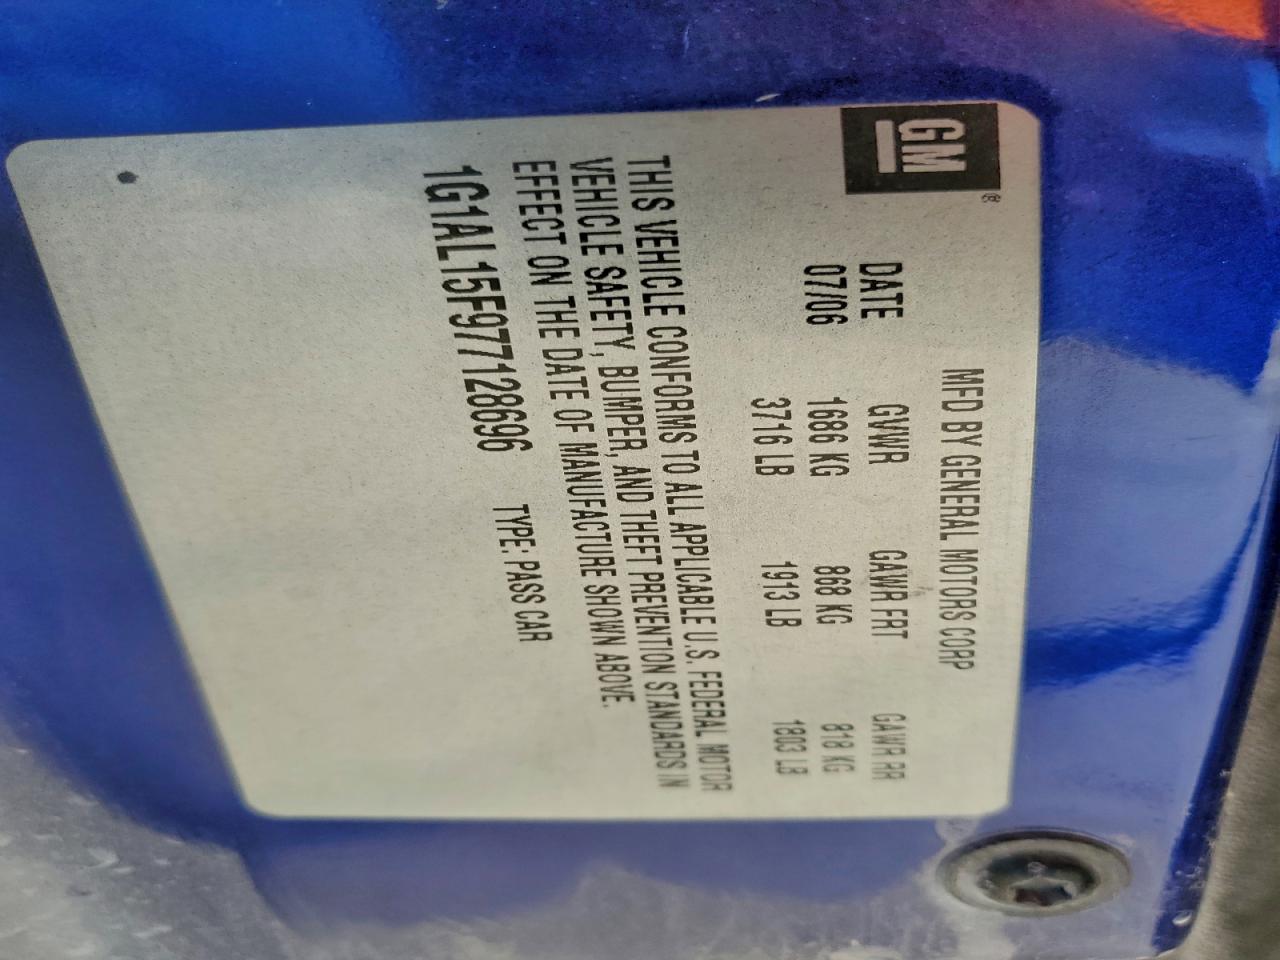 GM®
MFD BY GENERAL MOTORS CORP
DATE GVWR GAWR FRT GAWR RR
07/06 1686 KG 868 KG 818 KG
3716 LB 1913 LB 1803 LB
THIS VEHICLE CONFORMS TO ALL APPLICABLE U.S. FEDERAL MOTOR
VEHICLE SAFETY, BUMPER, AND THEFT PREVENTION STANDARDS IN
EFFECT ON THE DATE OF MANUFACTURE SHOWN ABOVE.
1G1AL15F977128696 TYPE: PASS CAR